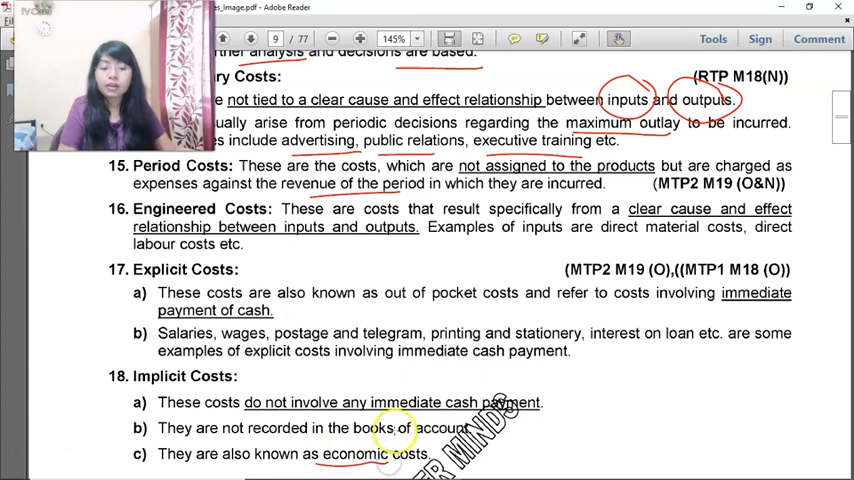 s_Image.pdf - Adobe Reader
9 / 77
145%
Tools
Sign
Comment
analysis and decisions are based.
ary Costs: (RTP M18(N))
not tied to a clear cause and effect relationship between inputs and outputs.
sually arise from periodic decisions regarding the maximum outlay to be incurred.
es include advertising, public relations, executive training etc.
15. Period Costs: These are the costs, which are not assigned to the products but are charged as
expenses against the revenue of the period in which they are incurred. (MTP2 M19 (O&N))
16. Engineered Costs: These are costs that result specifically from a clear cause and effect
relationship between inputs and outputs. Examples of inputs are direct material costs, direct
labour costs etc.
17. Explicit Costs: (MTP2 M19 (O),((MTP1 M18 (O))
a) These costs are also known as out of pocket costs and refer to costs involving immediate
payment of cash.
b) Salaries, wages, postage and telegram, printing and stationery, interest on loan etc. are some
examples of explicit costs involving immediate cash payment.
18. Implicit Costs:
a) These costs do not involve any immediate cash payment.
b) They are not recorded in the books of account.
c) They are also known as economic costs.
ER MINDS